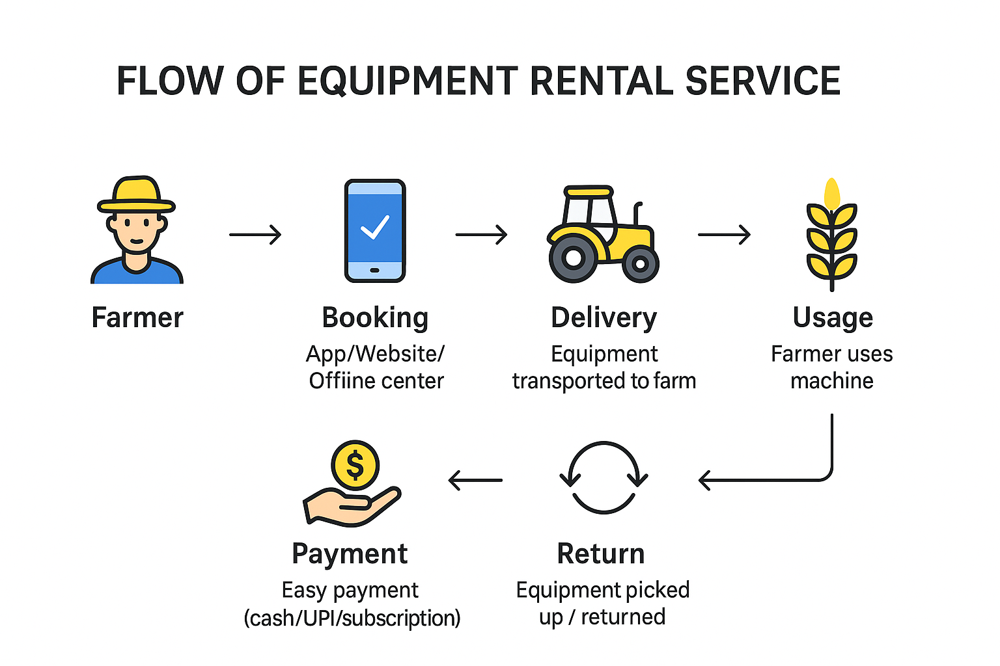 FLOW OF EQUIPMENT RENTAL SERVICE
Farmer
Booking
App/Website/
Offiine center
Delivery
Equipment
transported to farm
Usage
Farmer uses
machine
$
Payment
Easy payment
(cash/UPI/subscription)
Return
Equipment picked
up / returned